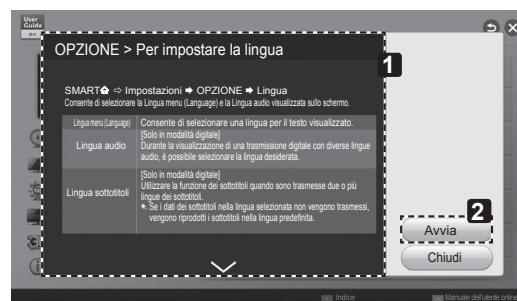 User
Guide
OPZIONE > Per impostare la lingua
1
SMART ⇨ Impostazioni ➡ OPZIONE ➡ Lingua
Consente di selezionare la Lingua menu (Language) e la Lingua audio visualizzata sullo schermo.
Lingua menu (Language) Consente di selezionare una lingua per il testo visualizzato.
Lingua audio
[Solo in modalità digitale]
Durante la visualizzazione di una trasmissione digitale con diverse lingue
audio, è possibile selezionare la lingua desiderata.
Lingua sottotitoli
[Solo in modalità digitale]
Utilizzare la funzione dei sottotitoli quando sono trasmesse due o più
lingue dei sottotitoli.
Se i dati dei sottotitoli nella lingua selezionata non vengono trasmessi,
vengono riprodotti i sottotitoli nella lingua predefinita.
2
Avvia
Chiudi
Indice
Manuale dell'utente online